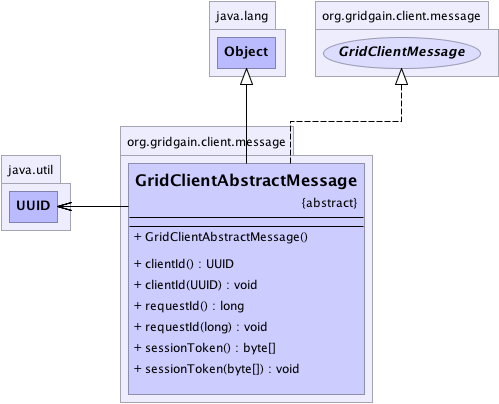 java.lang
Object
org.gridgain.client.message
GridClientMessage
org.gridgain.client.message
java.util
UUID
GridClientAbstractMessage
{abstract}
+ GridClientAbstractMessage()
+ clientId() : UUID
+ clientId(UUID) : void
+ requestId() : long
+ requestId(long) : void
+ sessionToken() : byte[]
+ sessionToken(byte[]) : void